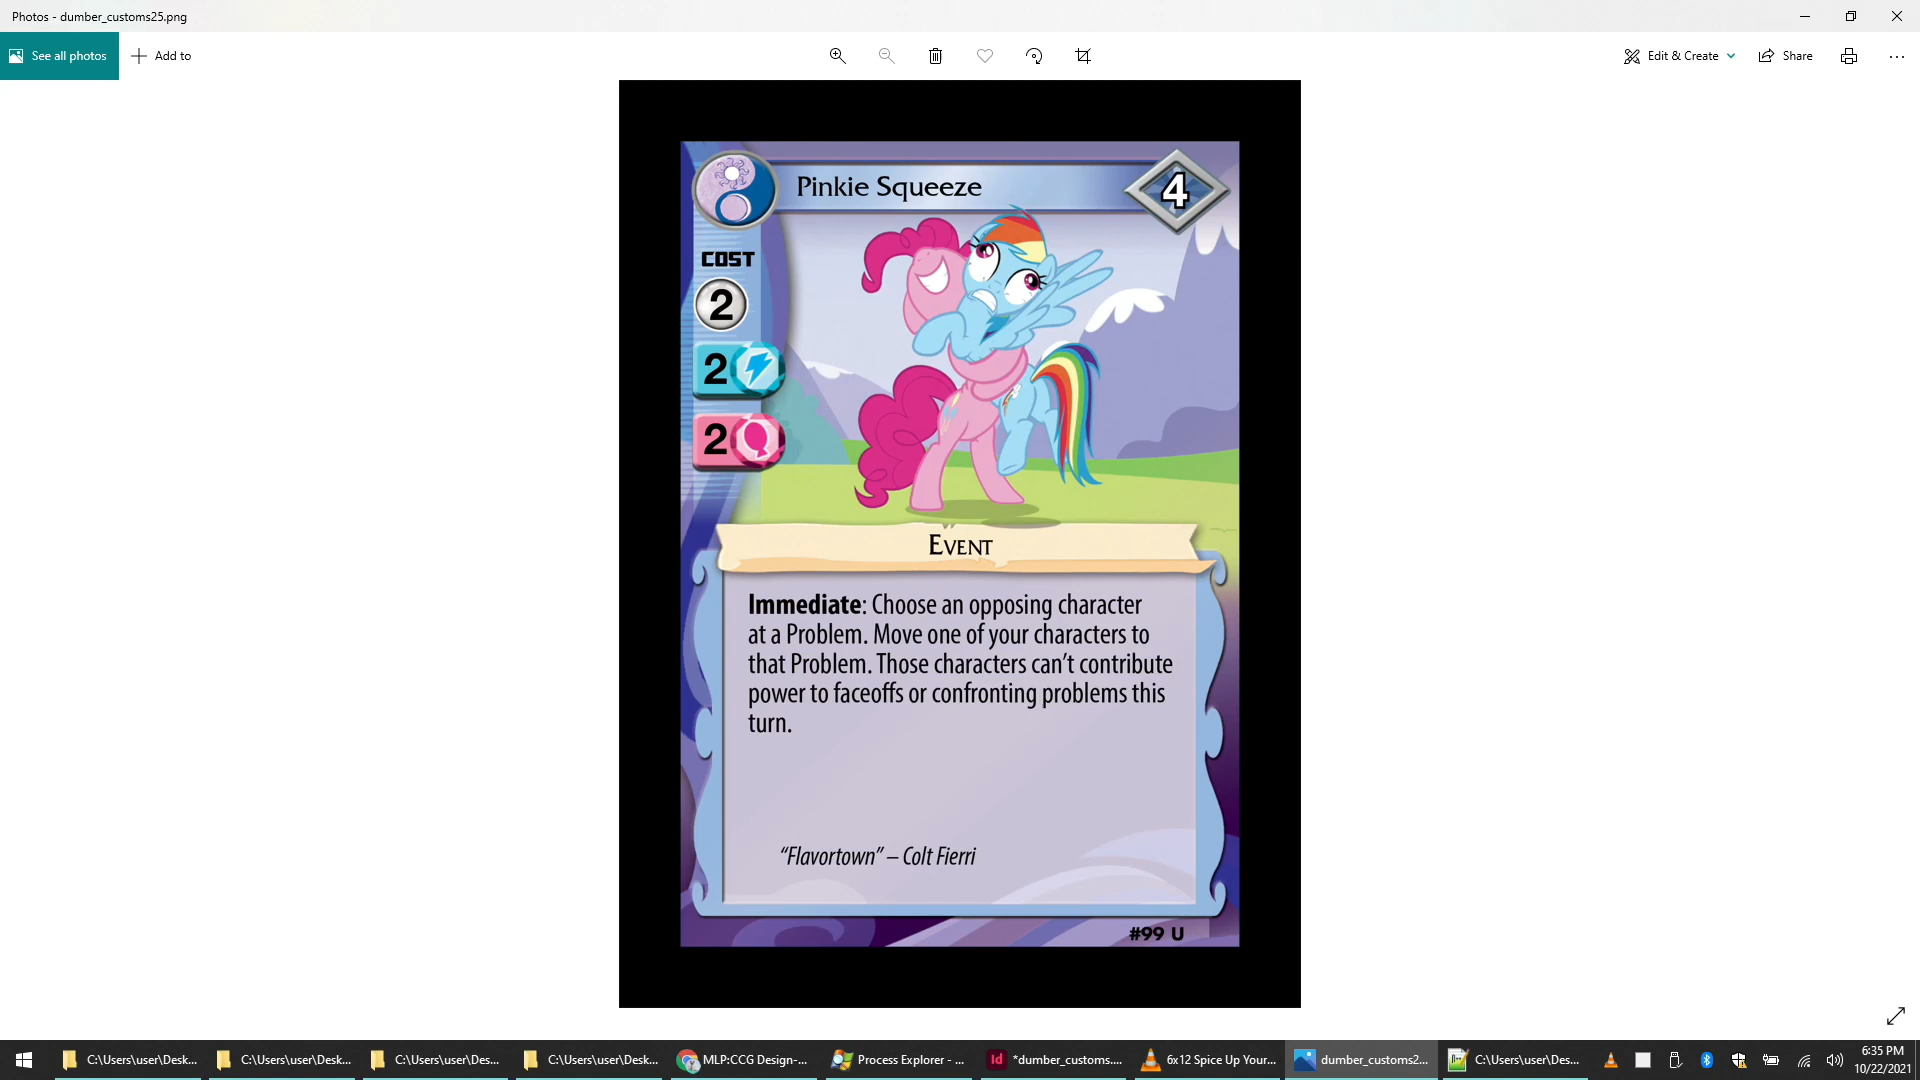 Photos - dumber_customs25.png
See all photos
Add to
Edit & Create
Share
Pinkie Squeeze
4
COST
2
2
2
EVENT
Immediate: Choose an opposing character
at a Problem. Move one of your characters to
that Problem. Those characters can't contribute
power to faceoffs or confronting problems this
turn.
“Flavortown” – Colt Fierri
#99 U
C:\Users\user\Desk...
C:\Users\user\Desk...
C:\Users\user\Des...
C:\Users\user\Desk...
MLP:CCG Design-...
Process Explorer - ...
Id
*dumber_customs....
6x12 Spice Up Your...
dumber_customs2...
C:\Users\user\Des...
6:35 PM
10/22/2021